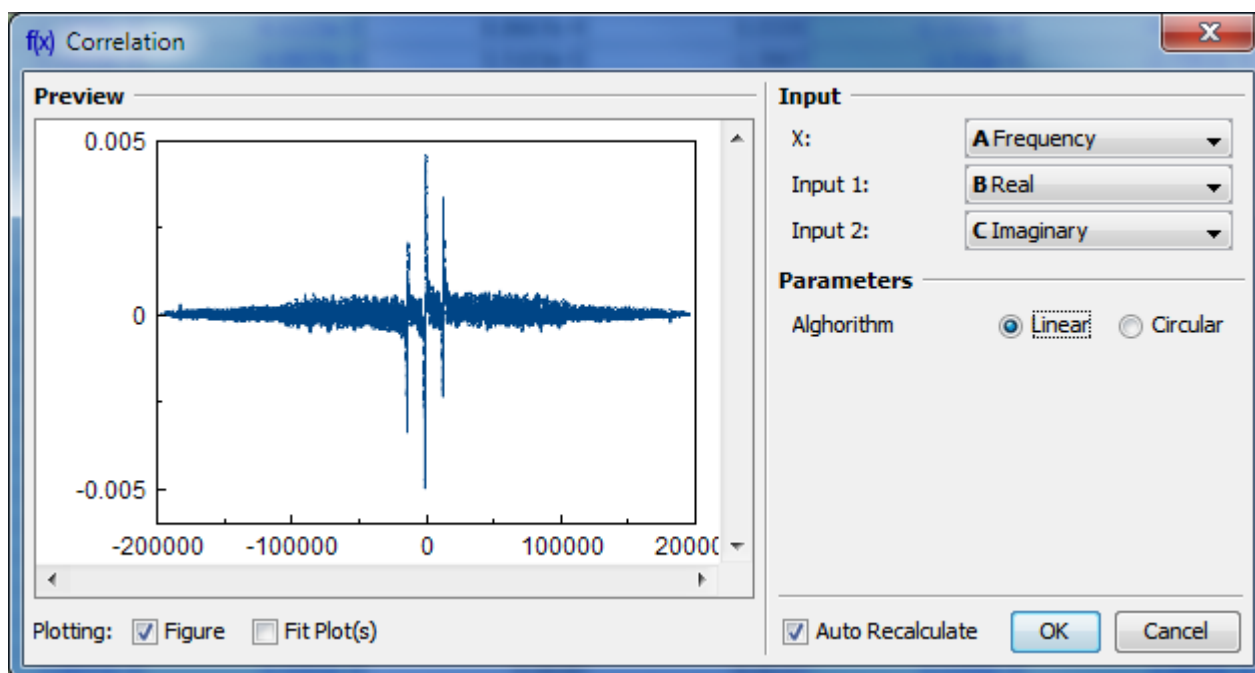 f(x) Correlation
Preview
0.005
0
-0.005
-200000 -100000 0 100000 20000
Plotting: Figure Fit Plot(s)
Input
X: A Frequency
Input 1: B Real
Input 2: C Imaginary
Parameters
Alghorithm Linear Circular
Auto Recalculate OK Cancel